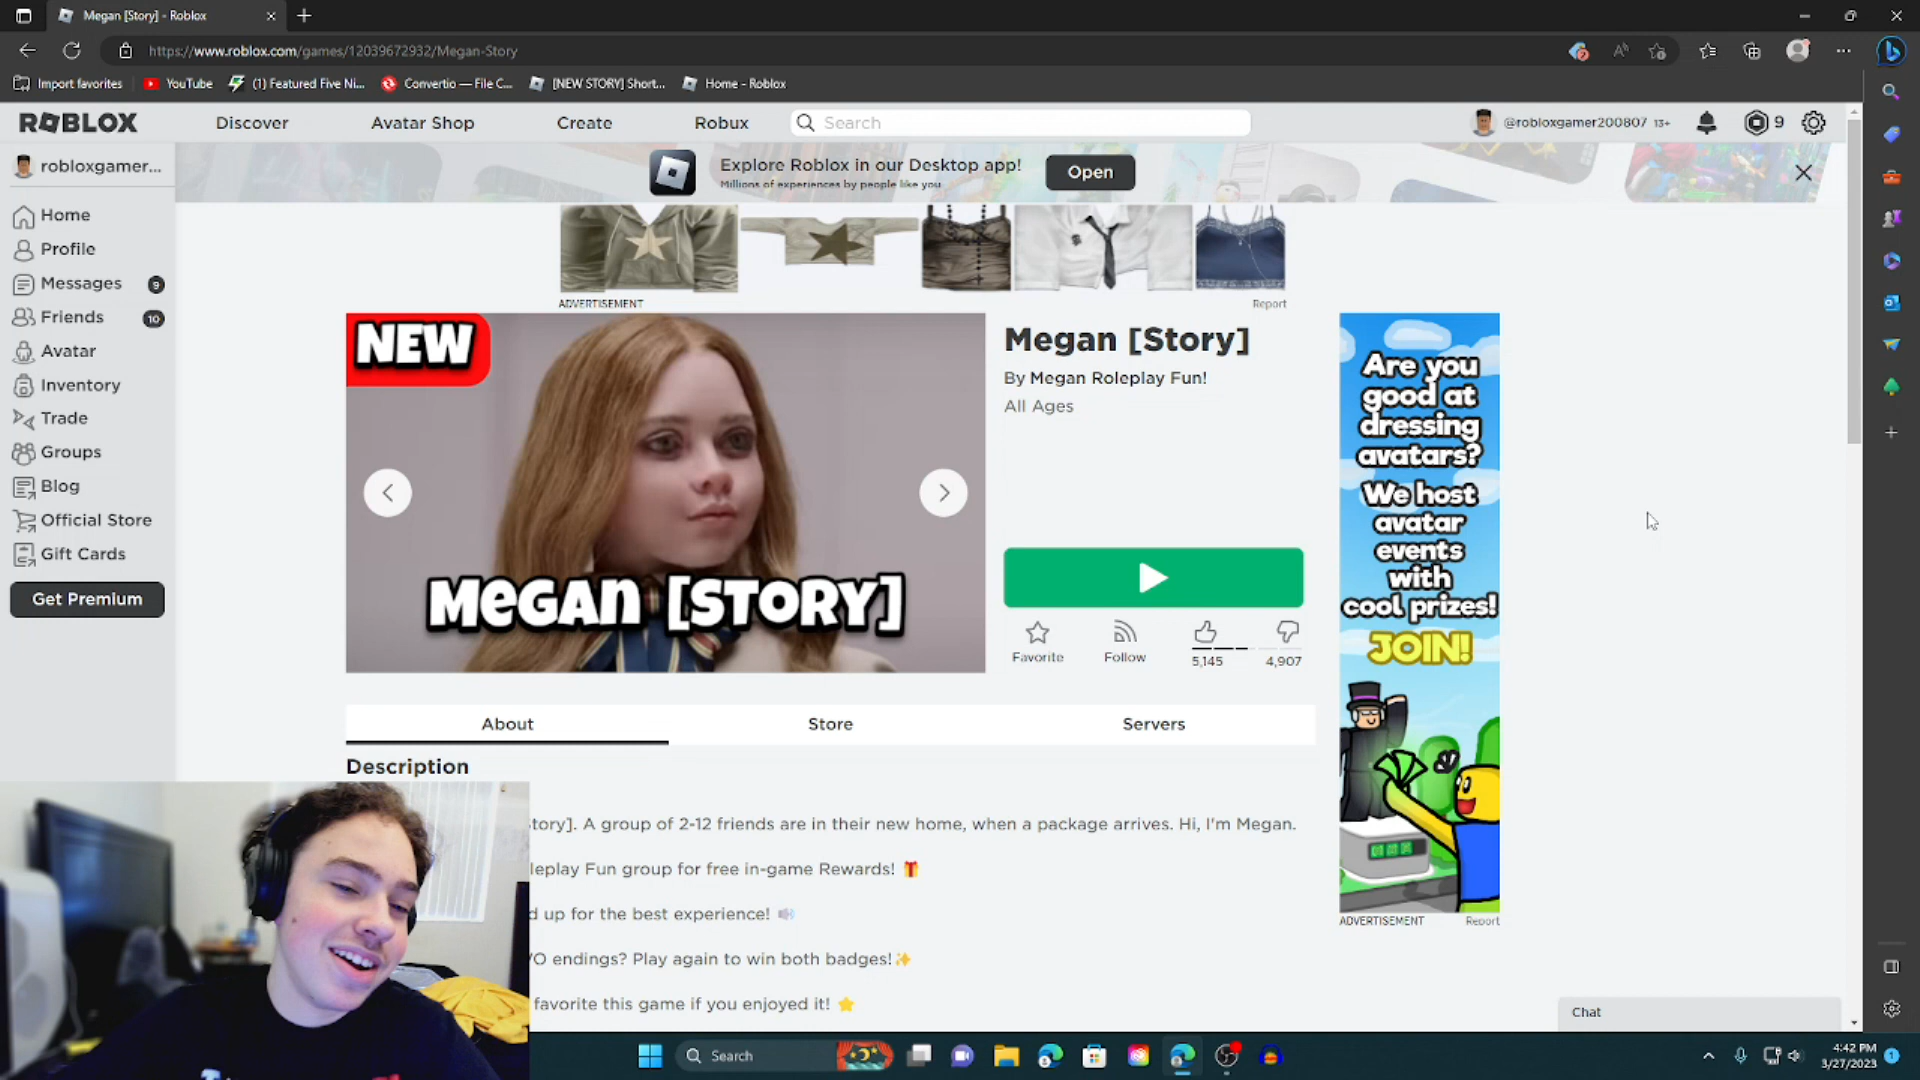 Megan [Story] - Roblox
https://www.roblox.com/games/12039672932/Megan-Story
Import favorites
YouTube
(1) Featured Five Ni...
Convertio — File C...
[NEW STORY] Short...
Home - Roblox
ROBLOX
Discover
Avatar Shop
Create
Robux
Search
@robloxgamer200807 13+
9
robloxgamer...
Explore Roblox in our Desktop app!
Millions of experiences by people like you
Open
Home
Profile
Messages 9
Friends 10
Avatar
Inventory
Trade
Groups
Blog
Official Store
Gift Cards
Get Premium
ADVERTISEMENT
Report
NEW
MEGAN [STORY]
Megan [Story]
By Megan Roleplay Fun!
All Ages
Favorite
Follow
5,145
4,907
Are you
good at
dressing
avatars?
We host
avatar
events
with
cool prizes!
JOIN!
ADVERTISEMENT
Report
About
Store
Servers
Description
tory]. A group of 2-12 friends are in their new home, when a package arrives. Hi, I'm Megan.
leplay Fun group for free in-game Rewards! 🎁
d up for the best experience! 🔊
O endings? Play again to win both badges!✨
favorite this game if you enjoyed it! ⭐
Chat
Search
4:42 PM
3/27/2023
1